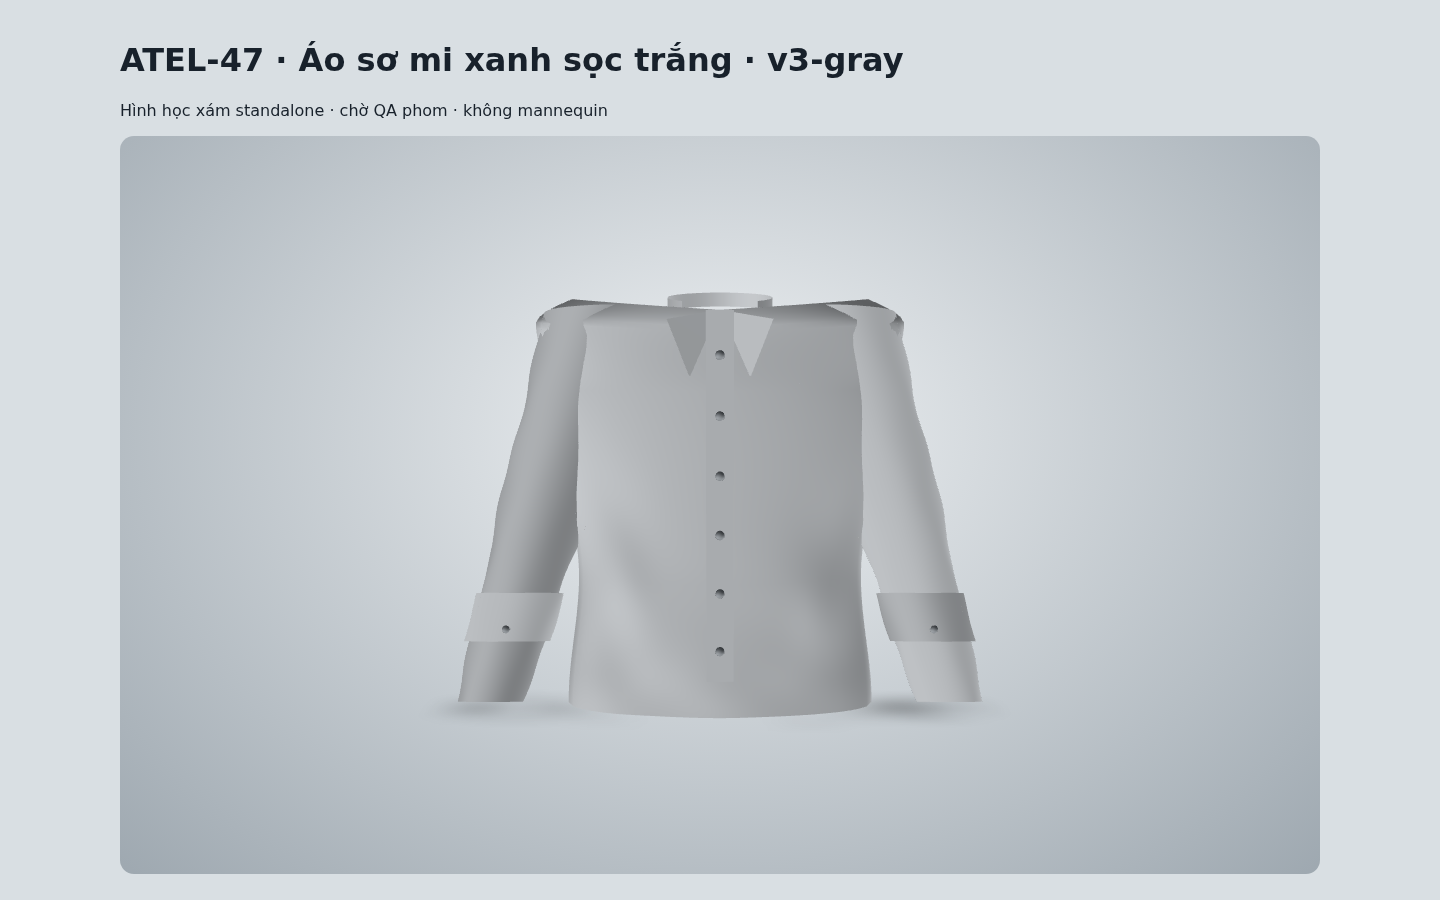 ATEL-47 · Áo sơ mi xanh sọc trắng · v3-gray
Hình học xám standalone · chờ QA phom · không mannequin